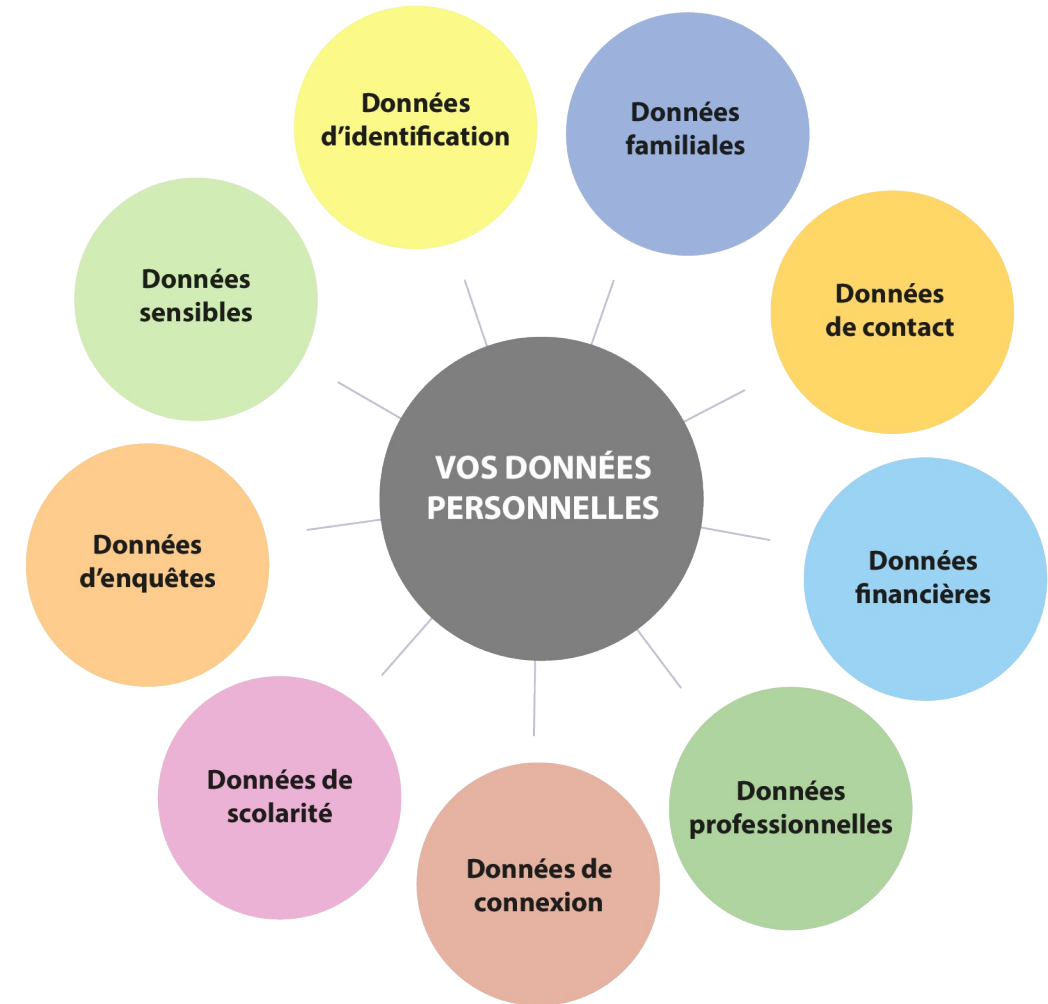 Données
d’identification
Données
familiales
Données
de contact
Données
financières
Données
professionnelles
Données de
connexion
Données de
scolarité
Données
d’enquêtes
Données
sensibles
VOS DONNÉES
PERSONNELLES